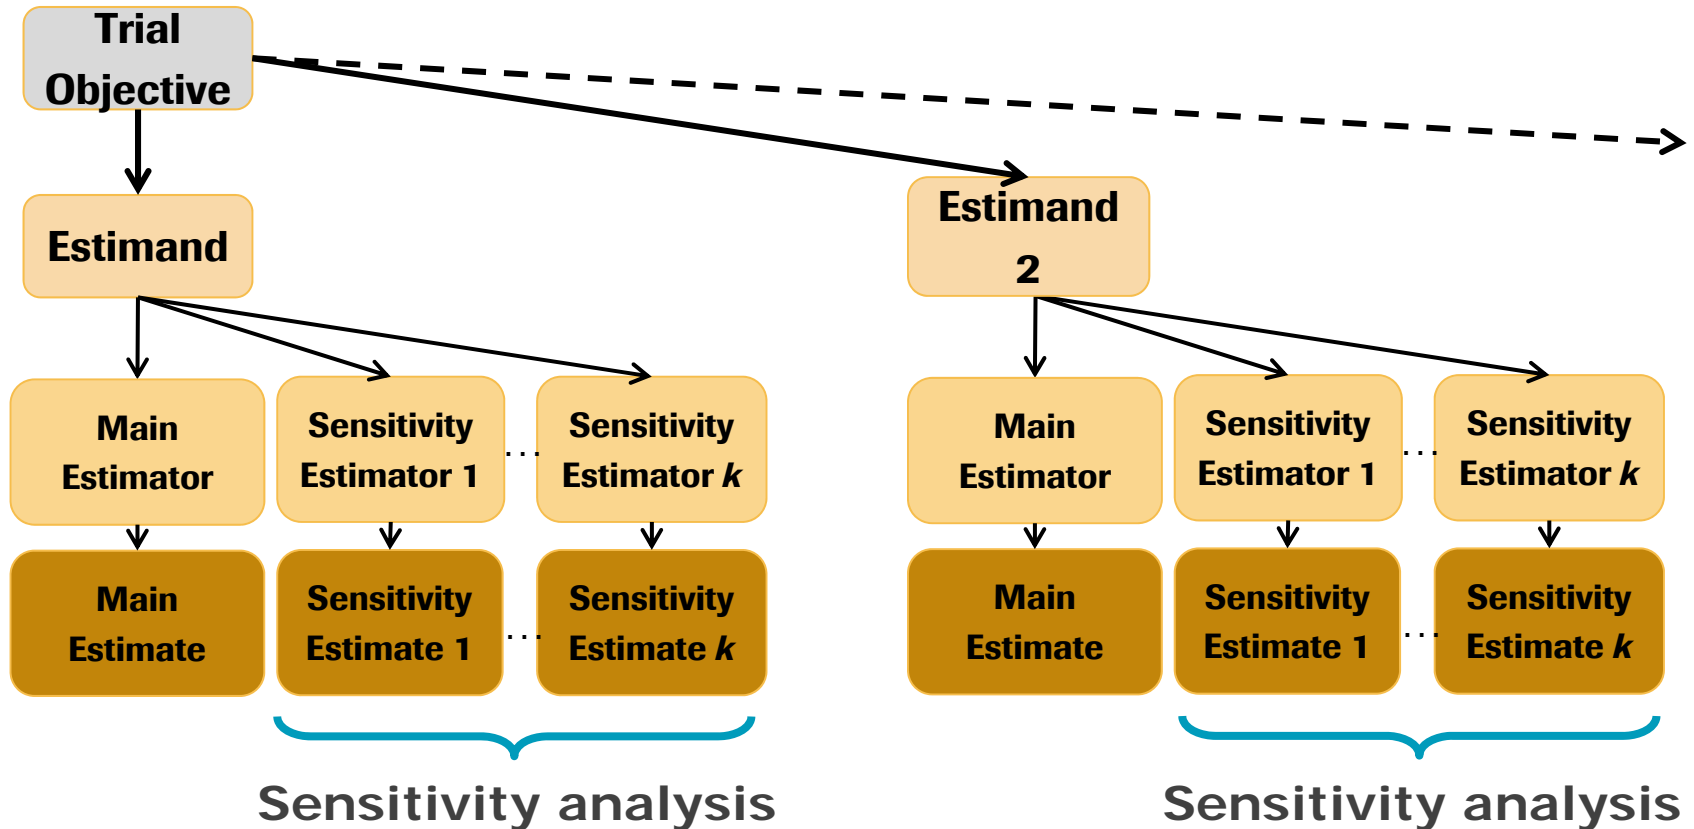 Trial
Objective
Estimand
Estimand
2
Main
Estimator
Sensitivity
Estimator 1
...
Sensitivity
Estimator k
Main
Estimator
Sensitivity
Estimator 1
...
Sensitivity
Estimator k
Main
Estimate
Sensitivity
Estimate 1
...
Sensitivity
Estimate k
Main
Estimate
Sensitivity
Estimate 1
...
Sensitivity
Estimate k
Sensitivity analysis
Sensitivity analysis